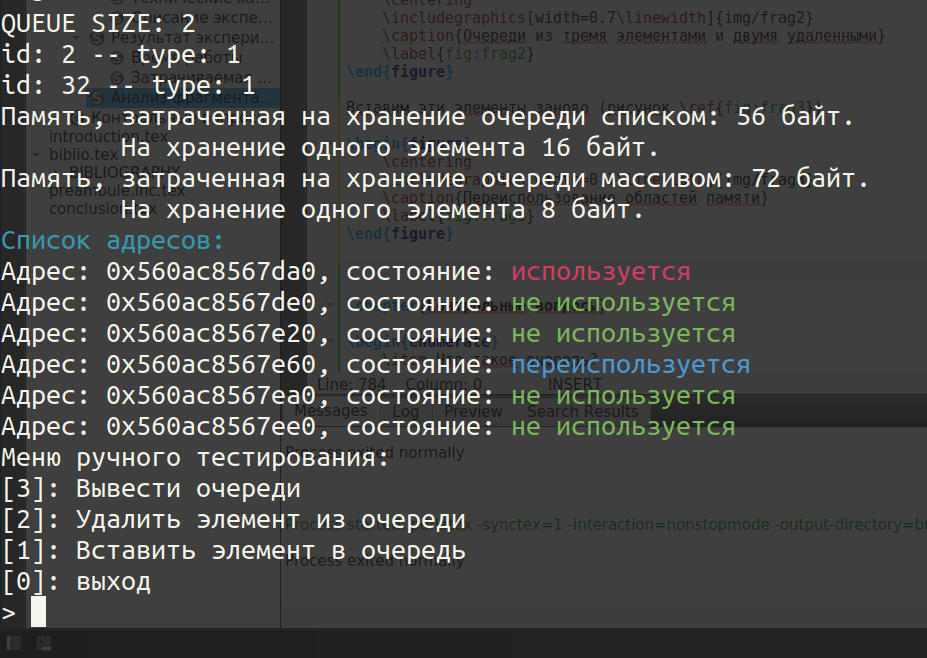 QUEUE SIZE: 2
id: 2 -- type: 1
id: 32 -- type: 1
Память, затраченная на хранение очереди списком: 56 байт.
На хранение одного элемента 16 байт.
Память, затраченная на хранение очереди массивом: 72 байт.
На хранение одного элемента 8 байт.
Список адресов:
Адрес: 0x560ac8567da0, состояние: используется
Адрес: 0x560ac8567de0, состояние: не используется
Адрес: 0x560ac8567e20, состояние: не используется
Адрес: 0x560ac8567e60, состояние: переиспользуется
Адрес: 0x560ac8567ea0, состояние: не используется
Адрес: 0x560ac8567ee0, состояние: не используется
Меню ручного тестирования:
[3]: Вывести очереди
[2]: Удалить элемент из очереди
[1]: Вставить элемент в очередь
[0]: выход
>
\includegraphics[width=0.7\linewidth]{img/frag2}
\caption{Очереди из тремя элементами и двумя удаленными}
\label{fig:frag2}
\end{figure}
Вставим эти элементы заново (рисунок \ref{fig:
\centering
\caption{Переиспользование областей памяти}
\end{figure}
\begin{enumerate}
Line: 784 Column: 0 INSERT
Messages Log Preview Search Results
Process exited normally
-synctex=1 -interaction=nonstopmode -output-directory=
Process exited normally
introduction.tex
biblio.tex
BIBLIOGRAPHY
preambule.inc.tex
conclusion.tex